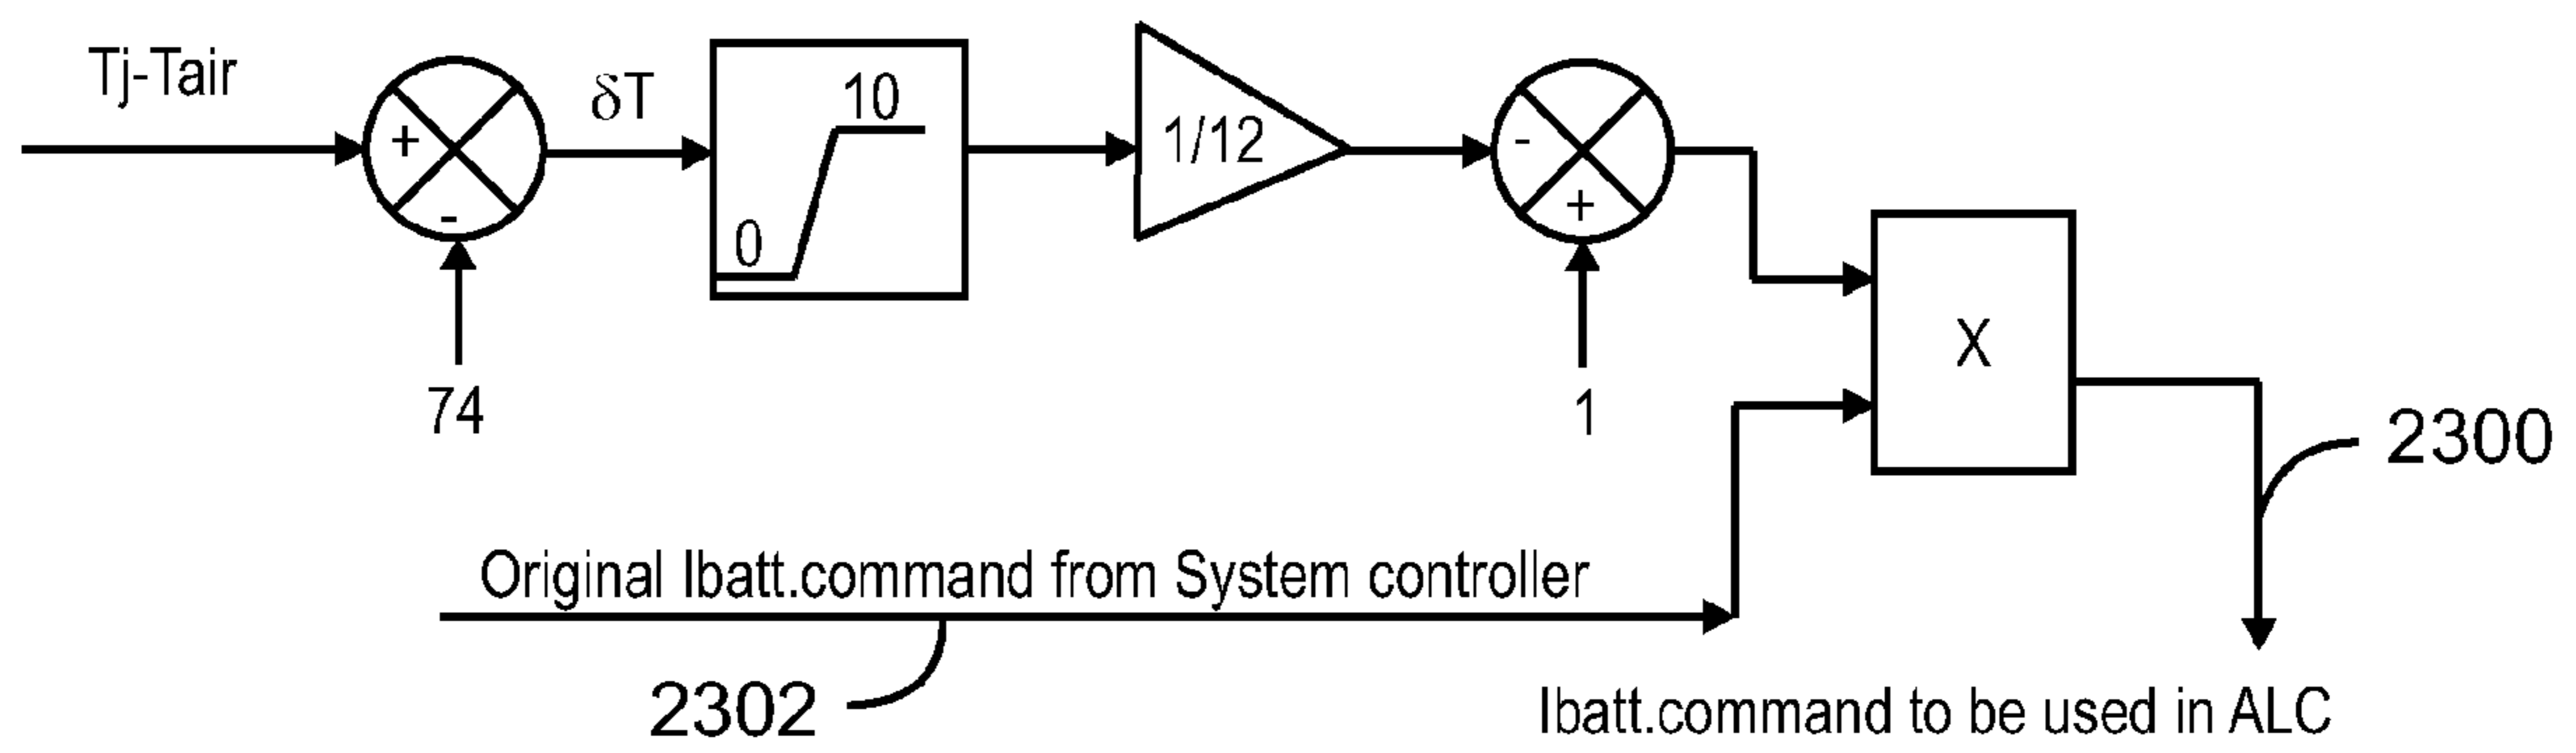 Tj-Tair
+
-
74
δT
0
10
1/12
-
+
1
X
2300
Original Ibatt.command from System controller
2302
Ibatt.command to be used in ALC